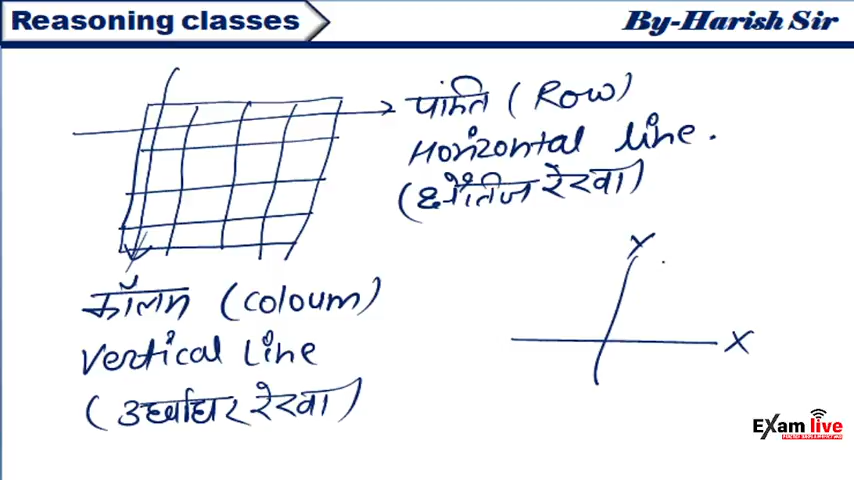 Reasoning classes
By-Harish Sir
पांक्ति (Row)
Horizontal line.
(क्षैतिज रेखा)
कॉलम (coloum)
Vertical Line
(उर्ध्वाधर रेखा)
Y
X
Exam live